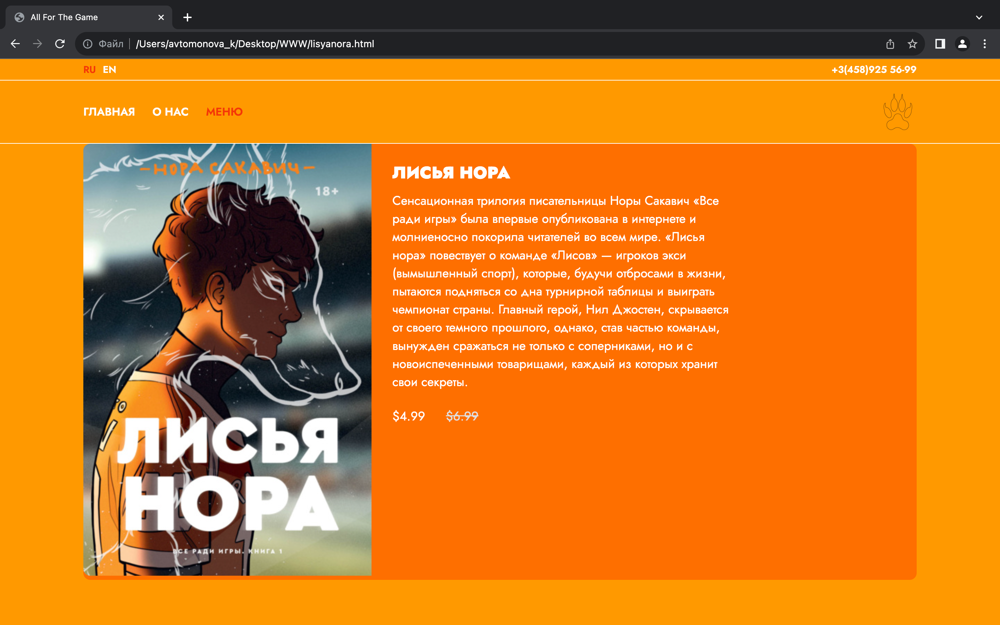 All For The Game
Файл /Users/avtomonova_k/Desktop/WWW/lisyanora.html
RU EN +3(458)925 56-99
ГЛАВНАЯ О НАС МЕНЮ
—НОРА САКАВИЧ—
18+
ЛИСЬЯ
НОРА
ВСЕ РАДИ ИГРЫ. КНИГА 1
ЛИСЬЯ НОРА
Сенсационная трилогия писательницы Норы Сакавич «Все
ради игры» была впервые опубликована в интернете и
молниеносно покорила читателей во всем мире. «Лисья
нора» повествует о команде «Лисов» — игроков экси
(вымышленный спорт), которые, будучи отбросами в жизни,
пытаются подняться со дна турнирной таблицы и выиграть
чемпионат страны. Главный герой, Нил Джостен, скрывается
от своего темного прошлого, однако, став частью команды,
вынужден сражаться не только с соперниками, но и с
новоиспеченными товарищами, каждый из которых хранит
свои секреты.
$4.99 $6.99